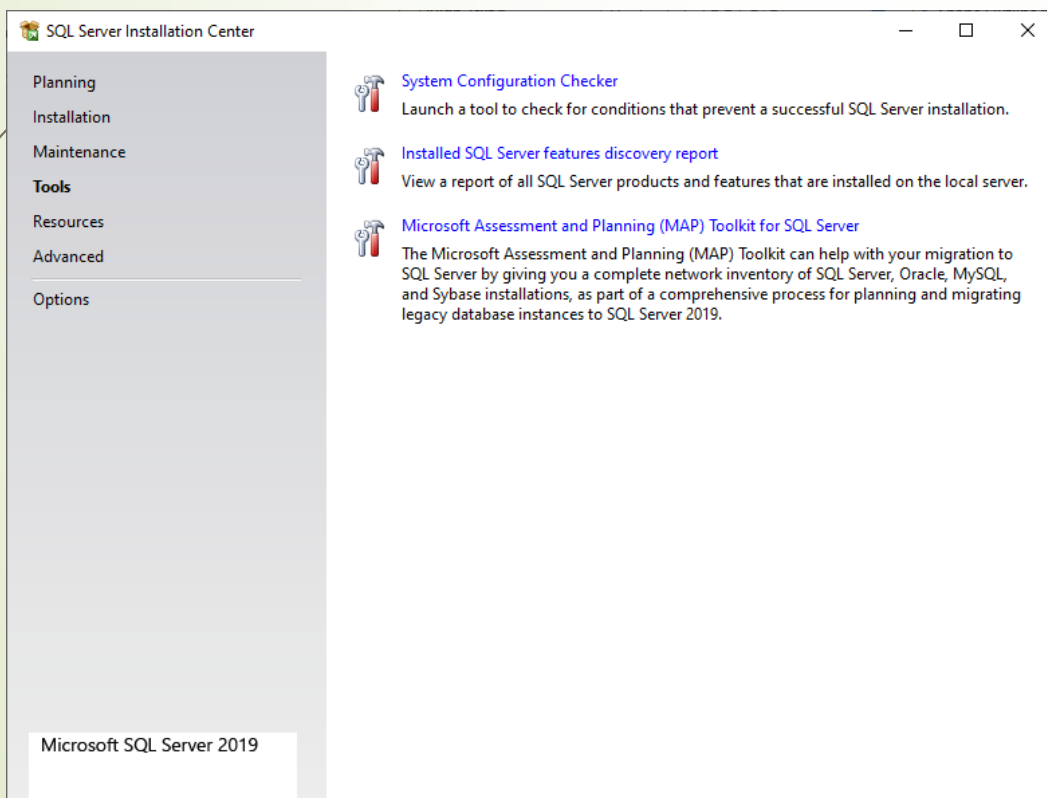 SQL Server Installation Center
Planning
Installation
Maintenance
Tools
Resources
Advanced
Options
System Configuration Checker
Launch a tool to check for conditions that prevent a successful SQL Server installation.
Installed SQL Server features discovery report
View a report of all SQL Server products and features that are installed on the local server.
Microsoft Assessment and Planning (MAP) Toolkit for SQL Server
The Microsoft Assessment and Planning (MAP) Toolkit can help with your migration to
SQL Server by giving you a complete network inventory of SQL Server, Oracle, MySQL,
and Sybase installations, as part of a comprehensive process for planning and migrating
legacy database instances to SQL Server 2019.
Microsoft SQL Server 2019